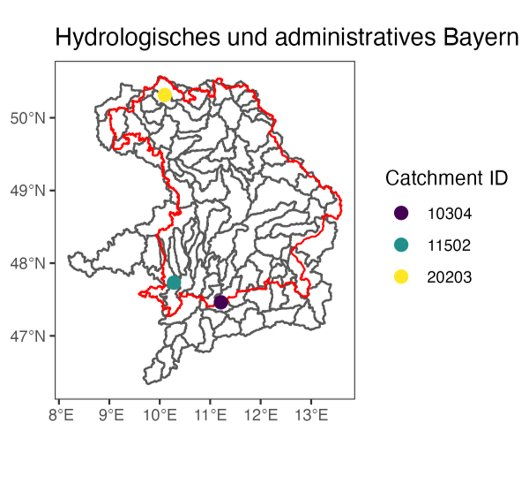 Hydrologisches und administratives Bayern
50°N
49°N
48°N
47°N
8°E 9°E 10°E 11°E 12°E 13°E
Catchment ID
10304
11502
20203